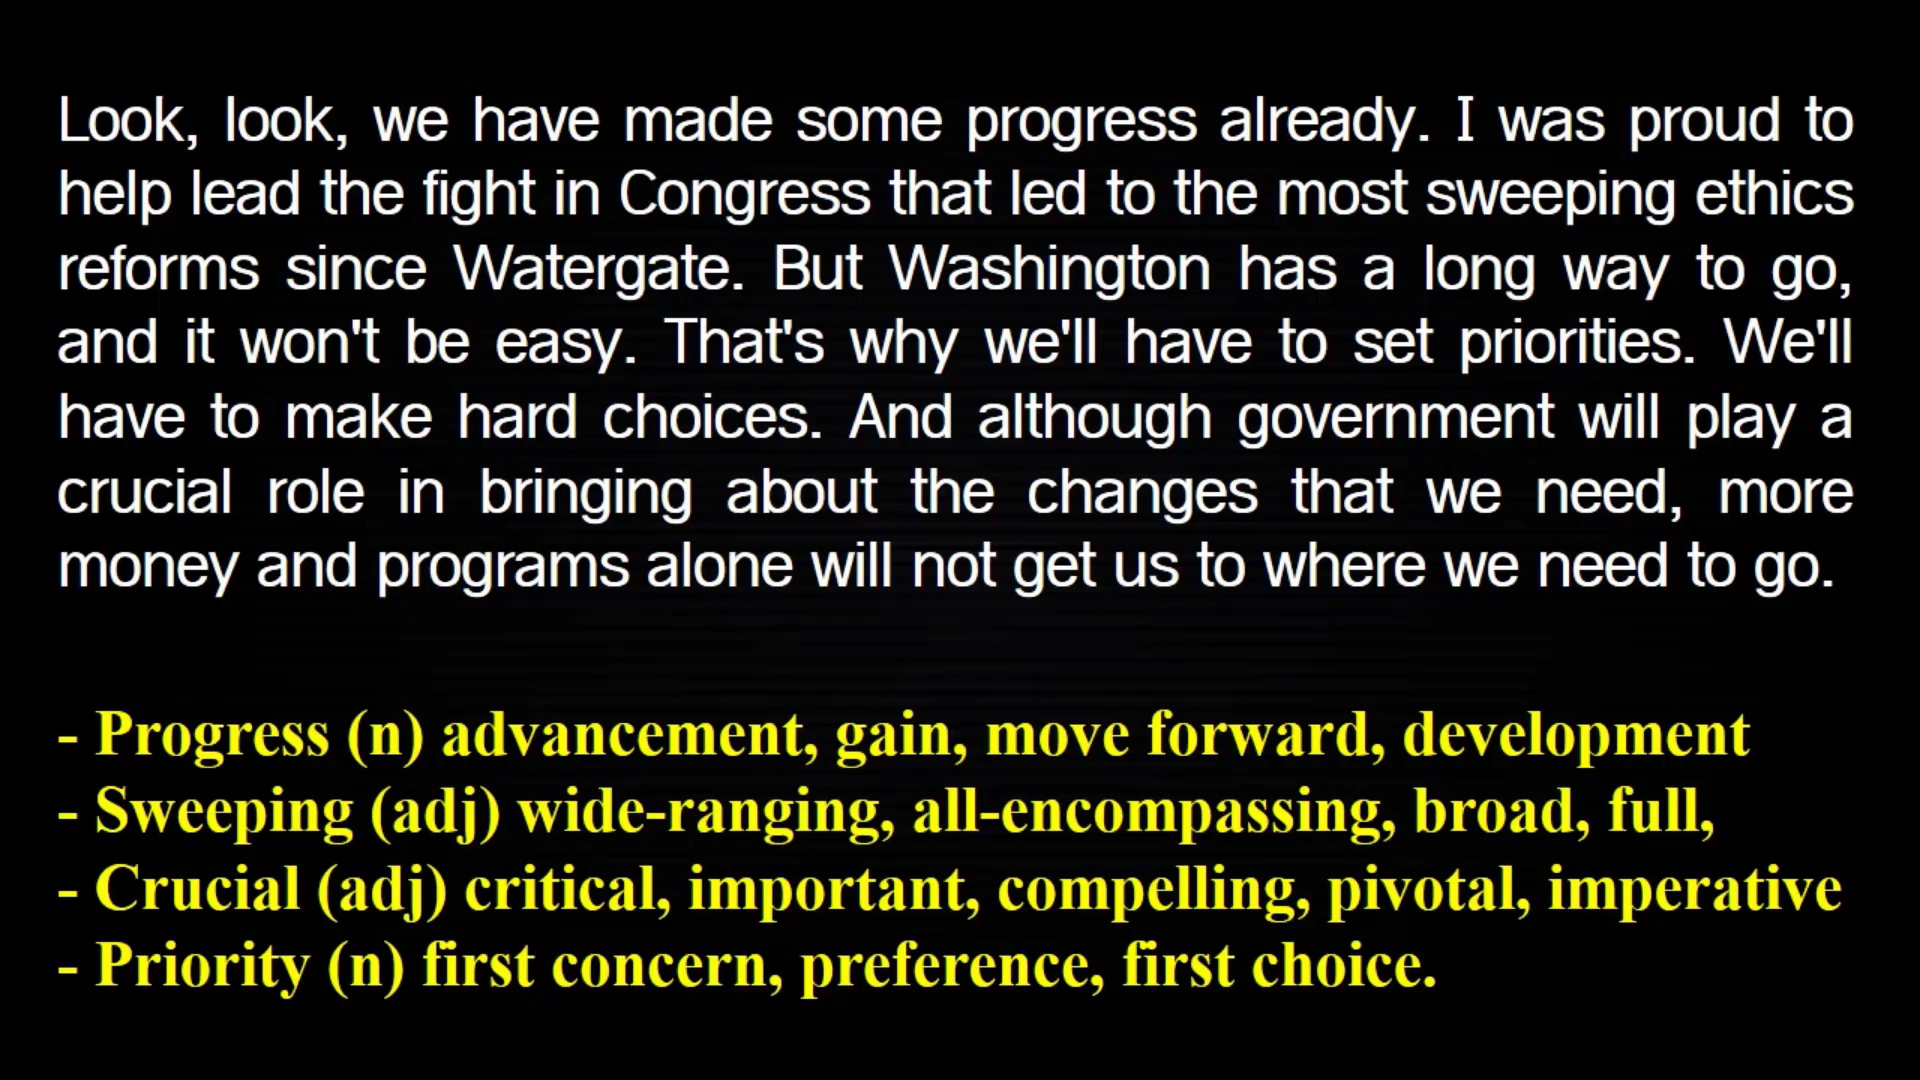 Look, look, we have made some progress already. I was proud to
help lead the fight in Congress that led to the most sweeping ethics
reforms since Watergate. But Washington has a long way to go,
and it won't be easy. That's why we'll have to set priorities. We'll
have to make hard choices. And although government will play a
crucial role in bringing about the changes that we need, more
money and programs alone will not get us to where we need to go.
- Progress (n) advancement, gain, move forward, development
- Sweeping (adj) wide-ranging, all-encompassing, broad, full,
- Crucial (adj) critical, important, compelling, pivotal, imperative
- Priority (n) first concern, preference, first choice.